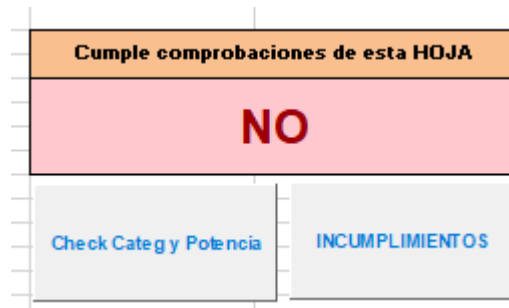 Cumple comprobaciones de esta HOJA
NO
Check Categ y Potencia
INCUMPLIMIENTOS